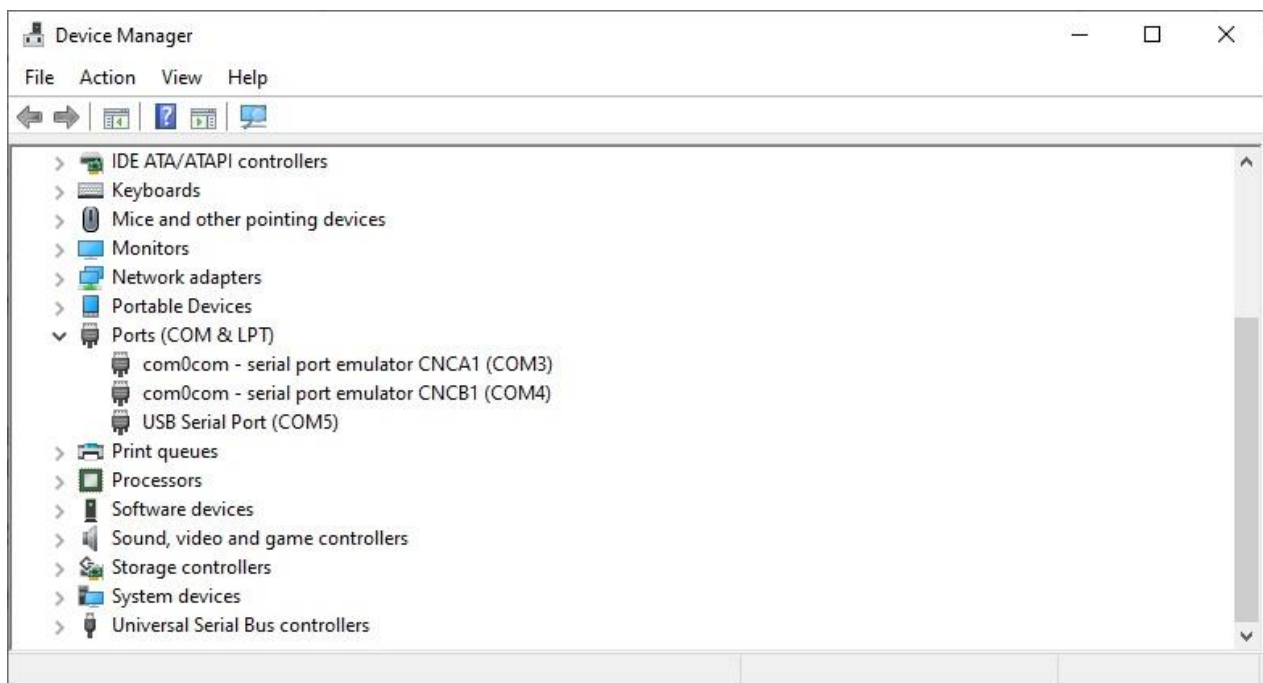 Device Manager
File Action View Help
IDE ATA/ATAPI controllers
Keyboards
Mice and other pointing devices
Monitors
Network adapters
Portable Devices
Ports (COM & LPT)
com0com - serial port emulator CNCA1 (COM3)
com0com - serial port emulator CNCB1 (COM4)
USB Serial Port (COM5)
Print queues
Processors
Software devices
Sound, video and game controllers
Storage controllers
System devices
Universal Serial Bus controllers